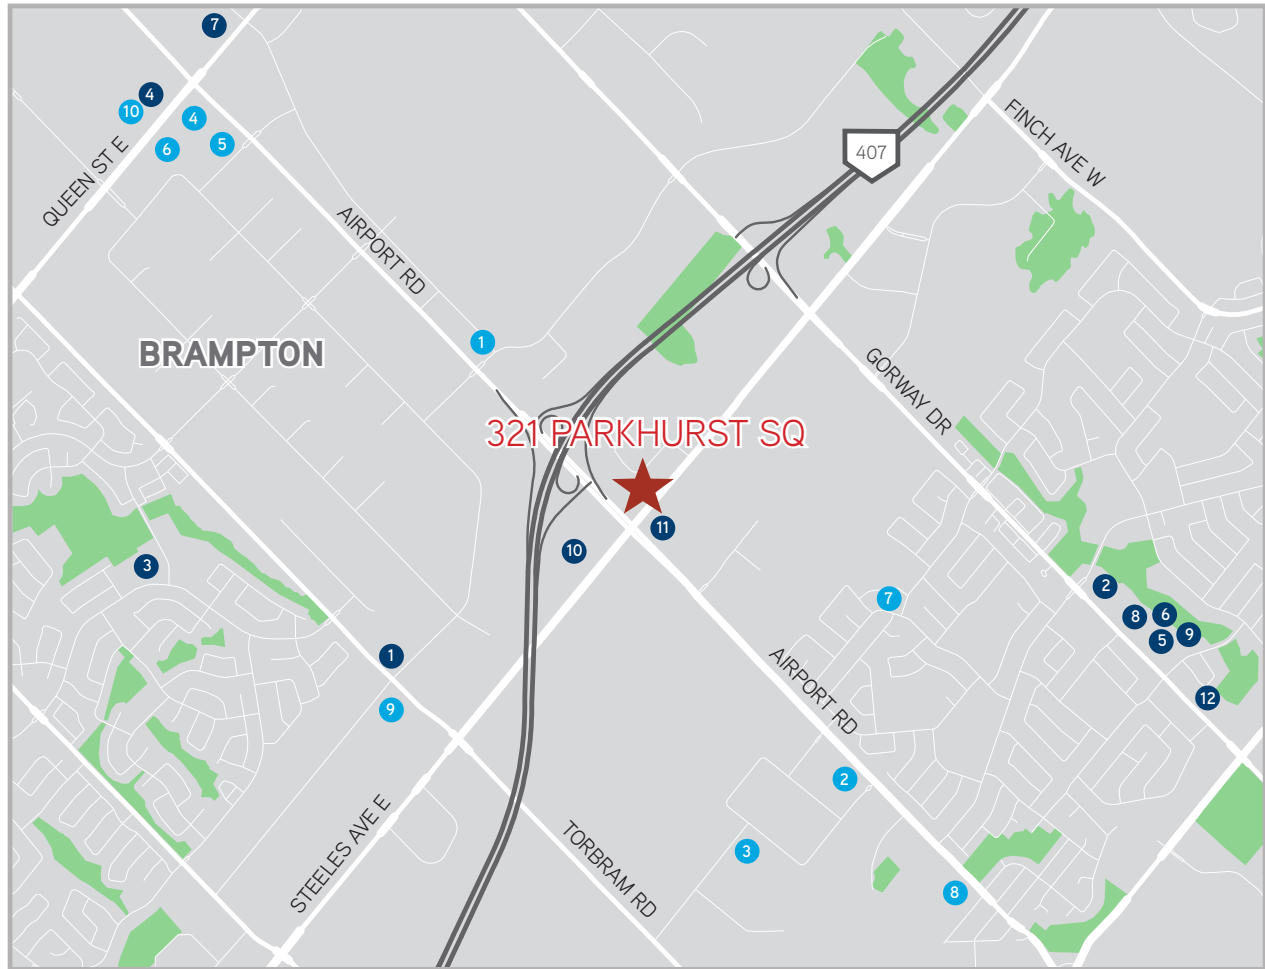 7
4
10
4
6
5
QUEEN ST E
407
FINCH AVE W
AIRPORT RD
1
BRAMPTON
GORWAY DR
321 PARKHURST SQ
11
10
3
2
7
8
6
5
9
1
12
9
AIRPORT RD
2
STEELES AVE E
TORBRAM RD
3
8